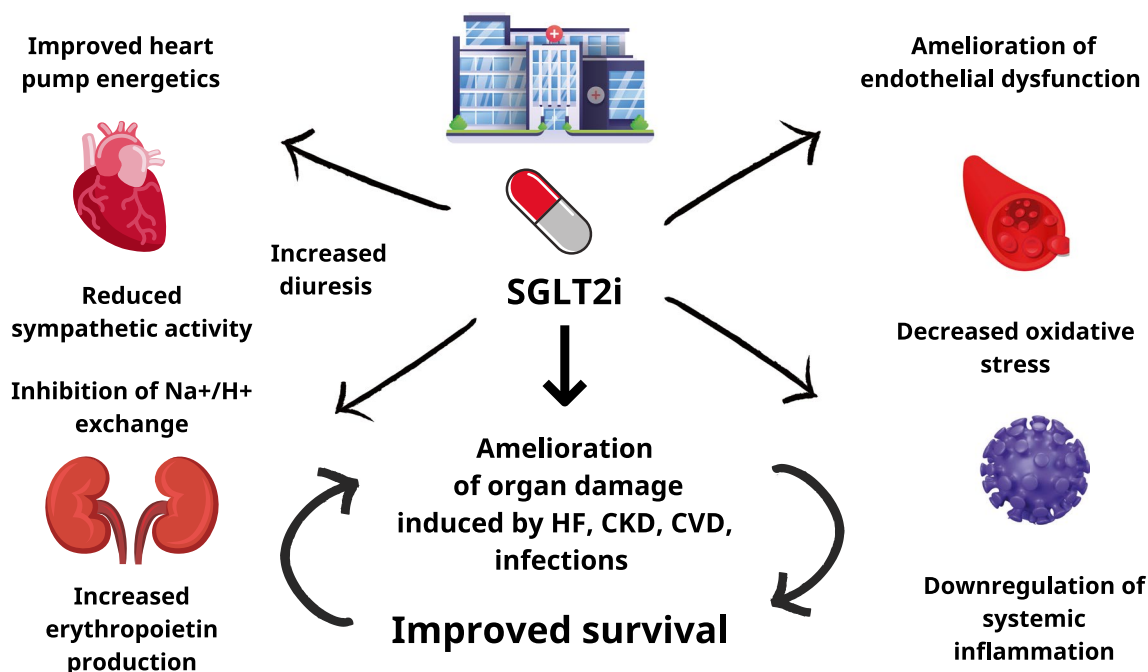 Improved heart
pump energetics
Amelioration of
endothelial dysfunction
Increased
diuresis
SGLT2i
Reduced
sympathetic activity
Decreased oxidative
stress
Inhibition of Na+/H+
exchange
Amelioration
of organ damage
induced by HF, CKD, CVD,
infections
Increased
erythropoietin
production
Improved survival
Downregulation of
systemic
inflammation